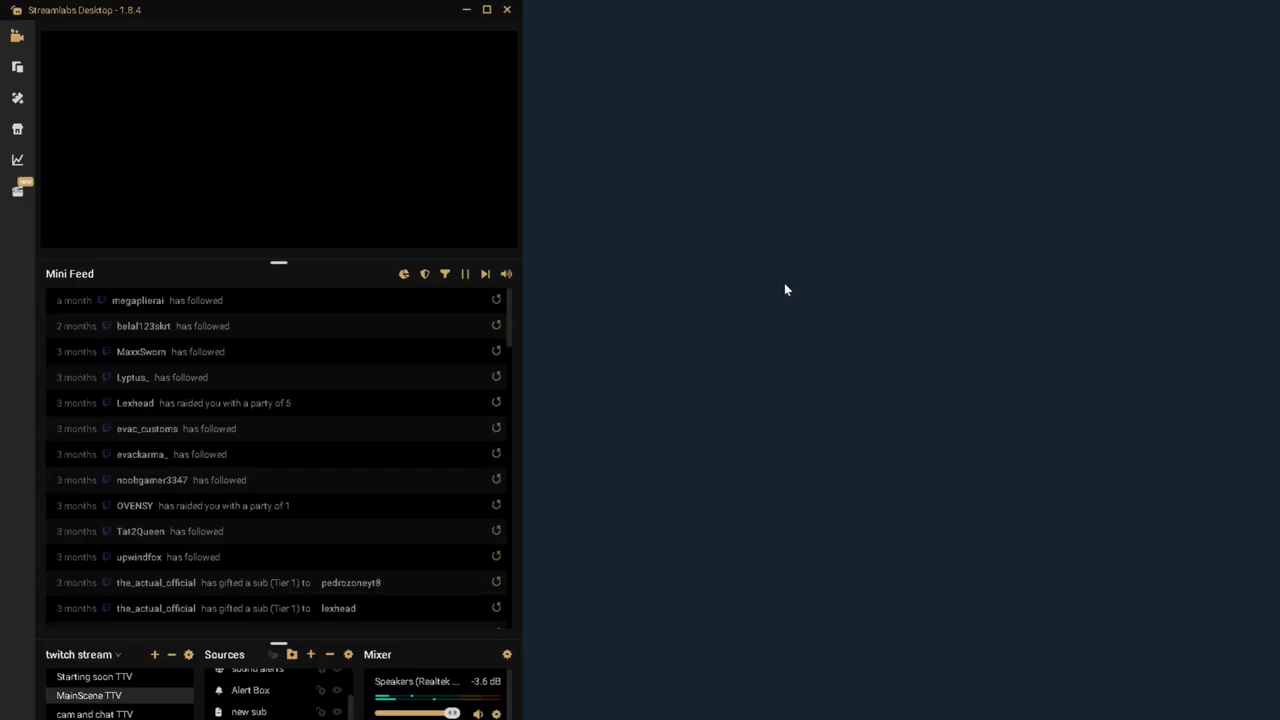 Streamlabs Desktop - 1.8.4
Mini Feed
a month megaplierai has followed
2 months belal123skrt has followed
3 months MaxxSworn has followed
3 months Lyptus_ has followed
3 months Lexhead has raided you with a party of 5
3 months evac_customs has followed
3 months evackarma_ has followed
3 months noobgamer3347 has followed
3 months OVENSY has raided you with a party of 1
3 months Tat2Queen has followed
3 months upwindfox has followed
3 months the_actual_official has gifted a sub (Tier 1) to pedrozoneyt8
3 months the_actual_official has gifted a sub (Tier 1) to lexhead
twitch stream
Starting soon TTV
MainScene TTV
cam and chat TTV
Sources
sound alerts
Alert Box
new sub
Mixer
Speakers (Realtek ... -3.6 dB